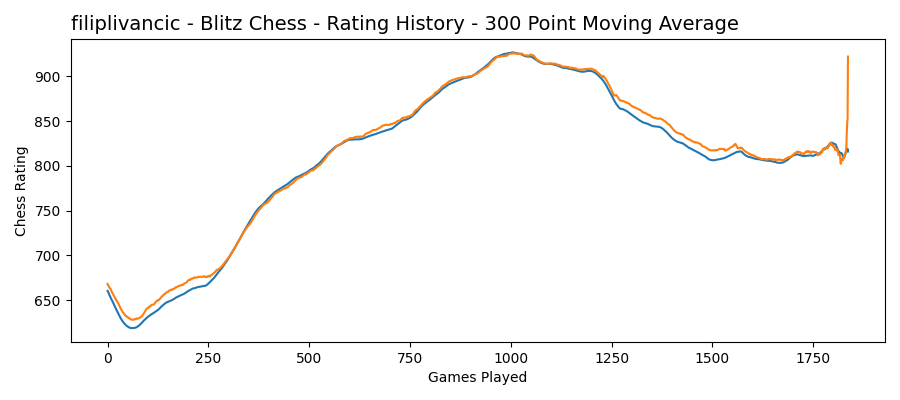 filiplivancic - Blitz Chess - Rating History - 300 Point Moving Average
Chess Rating
900
850
800
750
700
650
0 250 500 750 1000 1250 1500 1750
Games Played